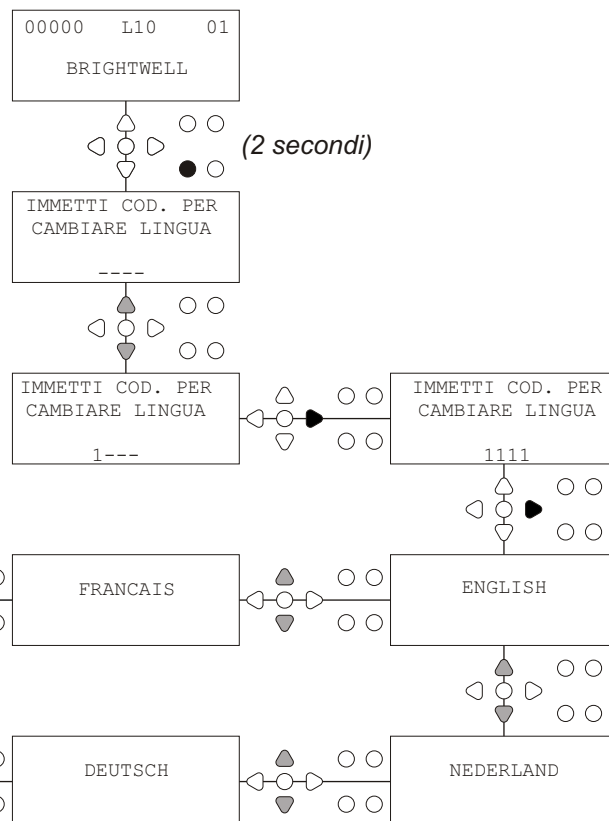 00000 L10 01
BRIGHTWELL
(2 secondi)
IMMETTI COD. PER
CAMBIARE LINGUA
----
IMMETTI COD. PER
CAMBIARE LINGUA
1---
IMMETTI COD. PER
CAMBIARE LINGUA
1111
FRANCAIS
ENGLISH
DEUTSCH
NEDERLAND